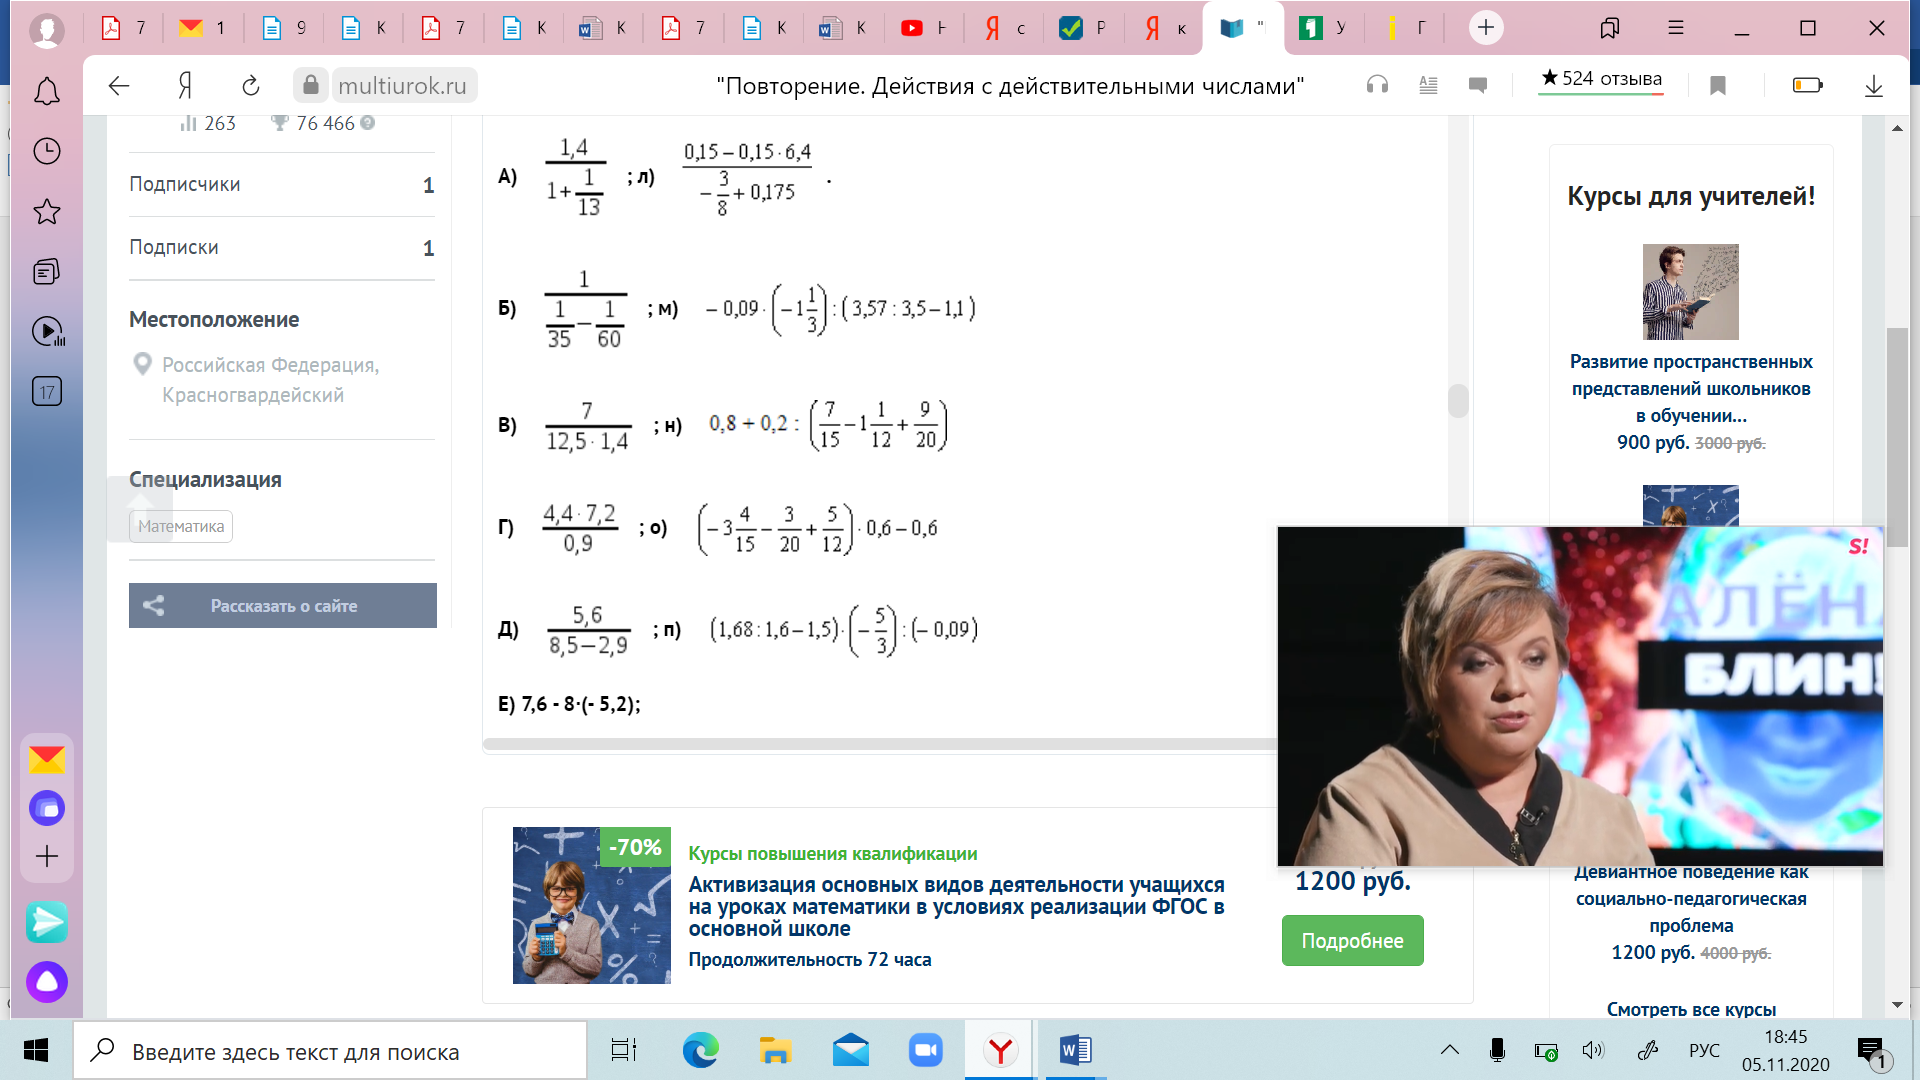 7
1
9
К
7
К
К
7
К
К
Н
с
Р
к
"
У
Г
multiurok.ru
"Повторение. Действия с действительными числами"
★ 524 отзыва
263
76 466
Подписчики 1
Подписки 1
Местоположение
Российская Федерация,
Красногвардейский
Специализация
Математика
Рассказать о сайте
17
А) 1,4 / (1+ 1/13) ; л) (0,15 – 0,15 · 6,4) / (– 3/8 + 0,175) .
Б) 1 / (1/35 – 1/60) ; м) – 0,09 · (–1 1/3) : (3,57 : 3,5 – 1,1)
В) 7 / (12,5 · 1,4) ; н) 0,8 + 0,2 : (7/15 – 1 1/12 + 9/20)
Г) (4,4 · 7,2) / 0,9 ; о) (–3 4/15 – 3/20 + 5/12) · 0,6 – 0,6
Д) 5,6 / (8,5 – 2,9) ; п) (1,68 : 1,6 – 1,5) · (– 5/3) : (– 0,09)
Е) 7,6 - 8·(- 5,2);
-70%
Курсы повышения квалификации
Активизация основных видов деятельности учащихся
на уроках математики в условиях реализации ФГОС в
основной школе
Продолжительность 72 часа
1200 руб.
Подробнее
Курсы для учителей!
Развитие пространственных
представлений школьников
в обучении...
900 руб. 3000 руб.
S!
АЛЁН
БЛИН!
Девиантное поведение как
социально-педагогическая
проблема
1200 руб. 4000 руб.
Смотреть все курсы
Введите здесь текст для поиска
РУС
18:45
05.11.2020
1